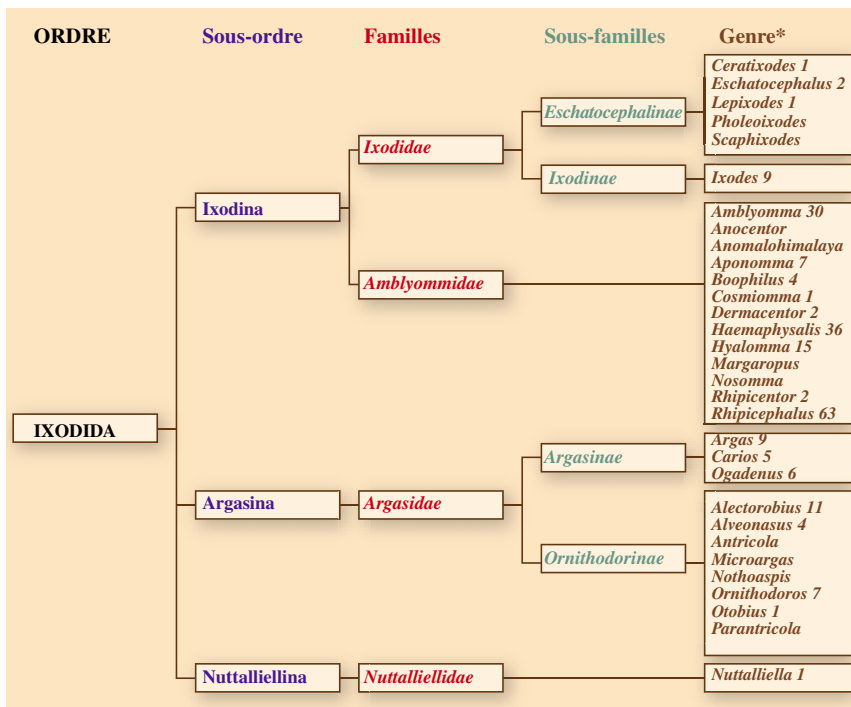 ORDRE Sous-ordre Familles Sous-familles Genre*
Ceratixodes 1
Eschatocephalus 2
Lepixodes 1
Pholeoixodes
Scaphixodes
Eschatocephalinae
Ixodidae
Ixodinae
Ixodes 9
Ixodina
Amblyomma 30
Anocentor
Anomalohimalaya
Aponomma 7
Boophilus 4
Cosmiomma 1
Dermacentor 2
Haemaphysalis 36
Hyalomma 15
Margaropus
Nosomma
Rhipicentor 2
Rhipicephalus 63
Amblyommidae
IXODIDA
Argas 9
Carios 5
Ogadenus 6
Argasinae
Argasina
Argasidae
Alectorobius 11
Alveonasus 4
Antricola
Microargas
Nothoaspis
Ornithodoros 7
Otobius 1
Parantricola
Ornithodorinae
Nuttalliellina
Nuttalliellidae
Nuttalliella 1